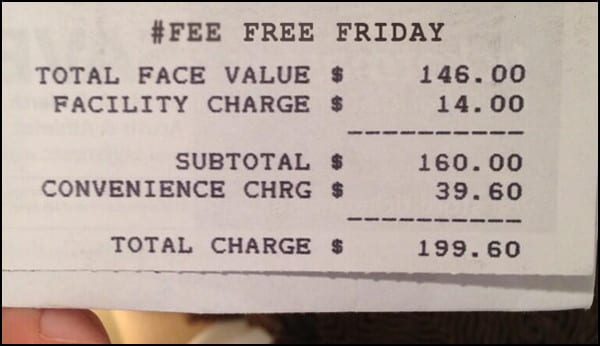 #FEE FREE FRIDAY
TOTAL FACE VALUE $ 146.00
FACILITY CHARGE $ 14.00
----------
SUBTOTAL $ 160.00
CONVENIENCE CHRG $ 39.60
----------
TOTAL CHARGE $ 199.60